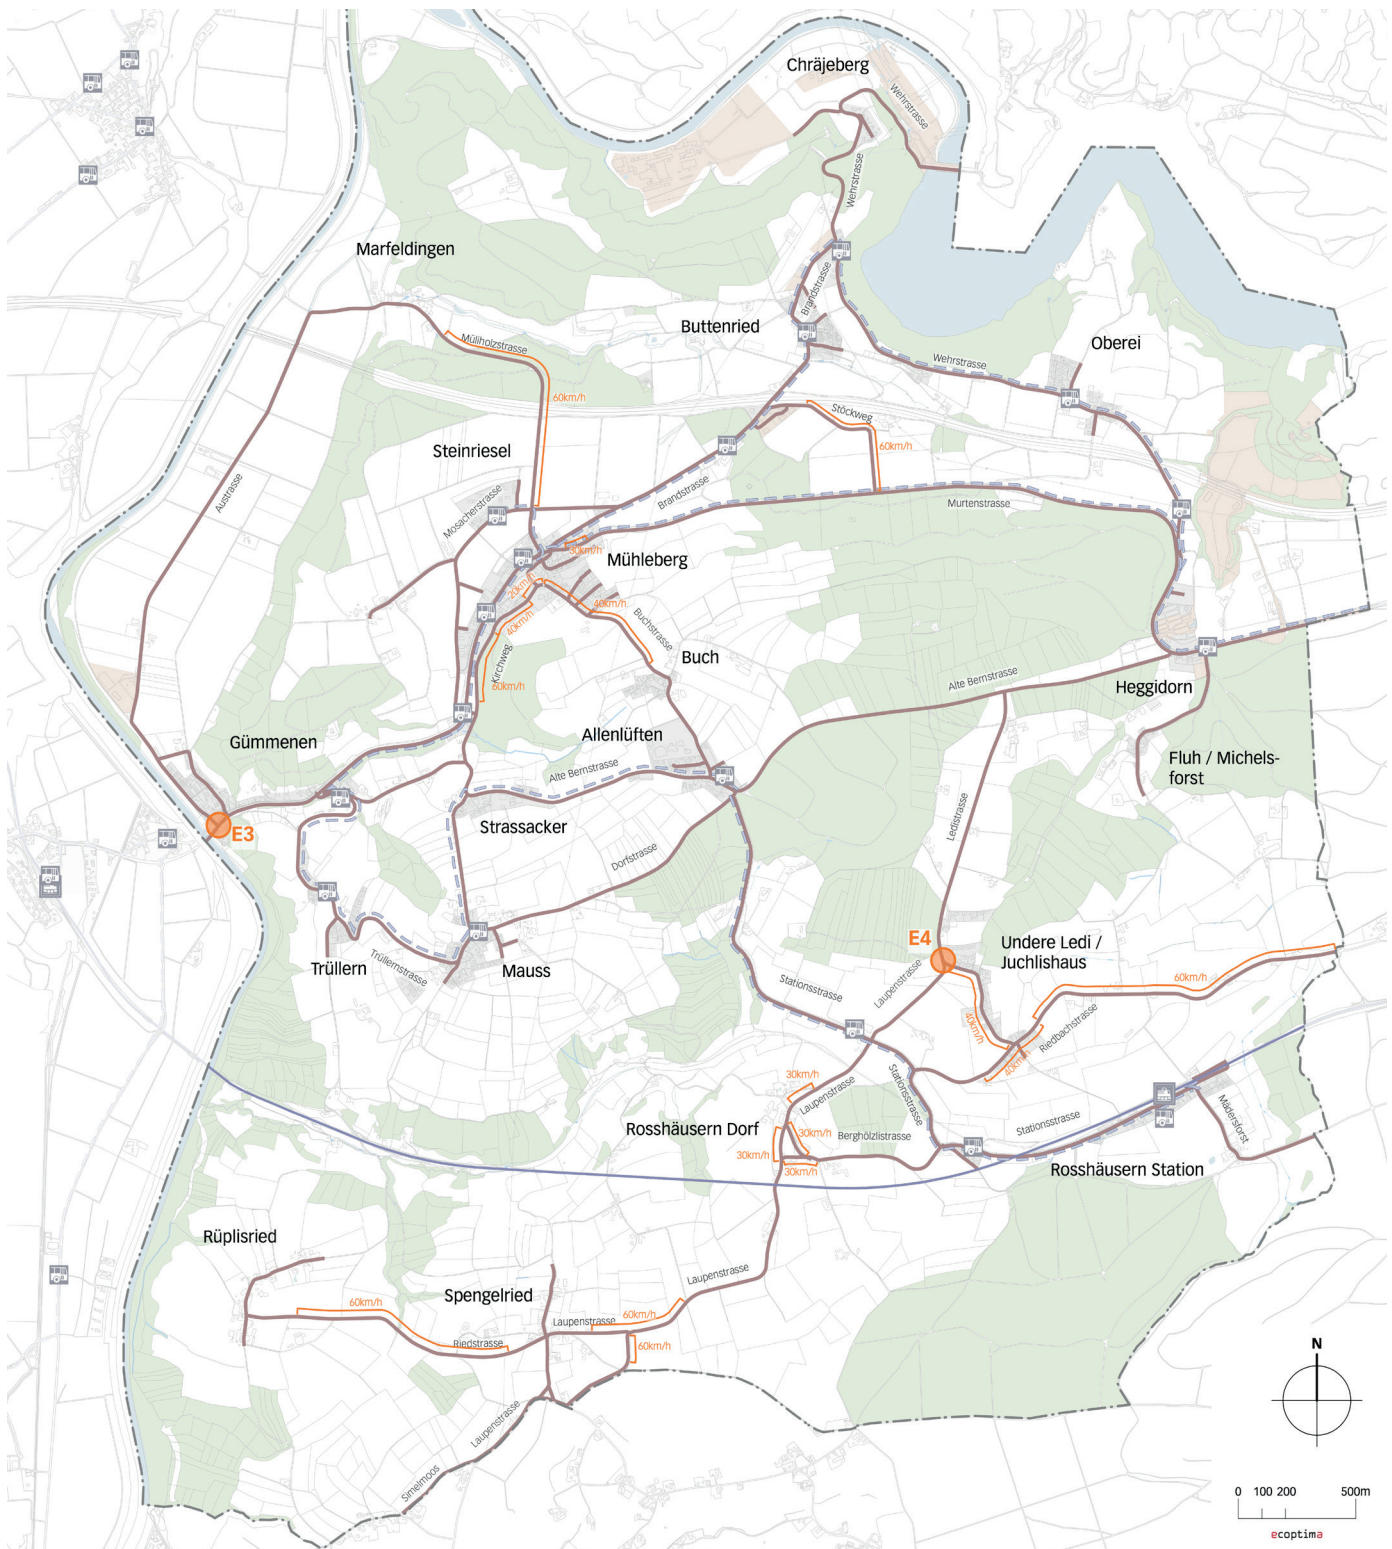 Chräjeberg
Wehrstrasse
Wehrstrasse
Marfeldingen
Brandstrasse
Buttenried
Oberei
Müliholzstrasse
Wehrstrasse
60km/h
Stöckweg
Steinriesel
60km/h
Austrasse
Mosacherstrasse
Brandstrasse
Murtenstrasse
30km/h
Mühleberg
20km/h
40km/h
40km/h
Buchstrasse
Kirchweg
Buch
60km/h
Alte Bernstrasse
Heggidorn
Gümmenen
Allenlüften
Fluh / Michels-
forst
Alte Bernstrasse
E3
Strassacker
Ledistrasse
Dorfstrasse
E4
Undere Ledi /
Juchlishaus
Trüllern
Trüllernstrasse
Mauss
Stationsstrasse
Laupenstrasse
60km/h
40km/h
Riedbachstrasse
40km/h
30km/h
Laupenstrasse
Stationsstrasse
Mädersforst
Rosshäusern Dorf
30km/h
Berghölzlistrasse
Stationsstrasse
30km/h
30km/h
Rosshäusern Station
Rüplisried
Laupenstrasse
Spengelried
60km/h
60km/h
Laupenstrasse
Riedstrasse
60km/h
Laupenstrasse
Simelmoos
N
0 100 200 500m
ecoptima